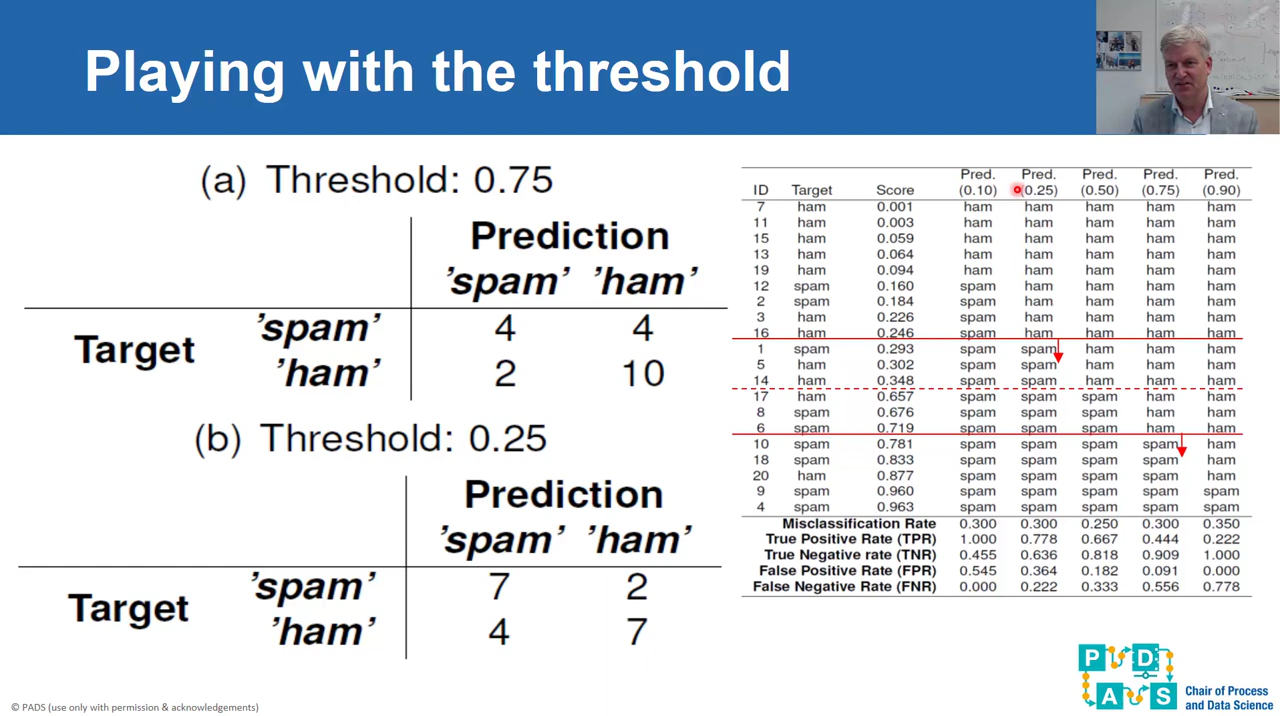 Playing with the threshold
(a) Threshold: 0.75
Prediction
'spam' 'ham'
Target 'spam' 4 4
'ham' 2 10
(b) Threshold: 0.25
Prediction
'spam' 'ham'
Target 'spam' 7 2
'ham' 4 7
Pred. Pred. Pred. Pred. Pred.
ID Target Score (0.10) (0.25) (0.50) (0.75) (0.90)
7 ham 0.001 ham ham ham ham ham
11 ham 0.003 ham ham ham ham ham
15 ham 0.059 ham ham ham ham ham
13 ham 0.064 ham ham ham ham ham
19 ham 0.094 ham ham ham ham ham
12 spam 0.160 spam ham ham ham ham
2 spam 0.184 spam ham ham ham ham
3 ham 0.226 spam ham ham ham ham
16 ham 0.246 spam ham ham ham ham
1 spam 0.293 spam spam ham ham ham
5 ham 0.302 spam spam ham ham ham
14 ham 0.348 spam spam ham ham ham
17 ham 0.657 spam spam spam ham ham
8 spam 0.676 spam spam spam ham ham
6 spam 0.719 spam spam spam ham ham
10 spam 0.781 spam spam spam spam ham
18 spam 0.833 spam spam spam spam ham
20 ham 0.877 spam spam spam spam ham
9 spam 0.960 spam spam spam spam spam
4 spam 0.963 spam spam spam spam spam
Misclassification Rate 0.300 0.300 0.250 0.300 0.350
True Positive Rate (TPR) 1.000 0.778 0.667 0.444 0.222
True Negative rate (TNR) 0.455 0.636 0.818 0.909 1.000
False Positive Rate (FPR) 0.545 0.364 0.182 0.091 0.000
False Negative Rate (FNR) 0.000 0.222 0.333 0.556 0.778
P D
A S
Chair of Process
and Data Science
© PADS (use only with permission & acknowledgements)